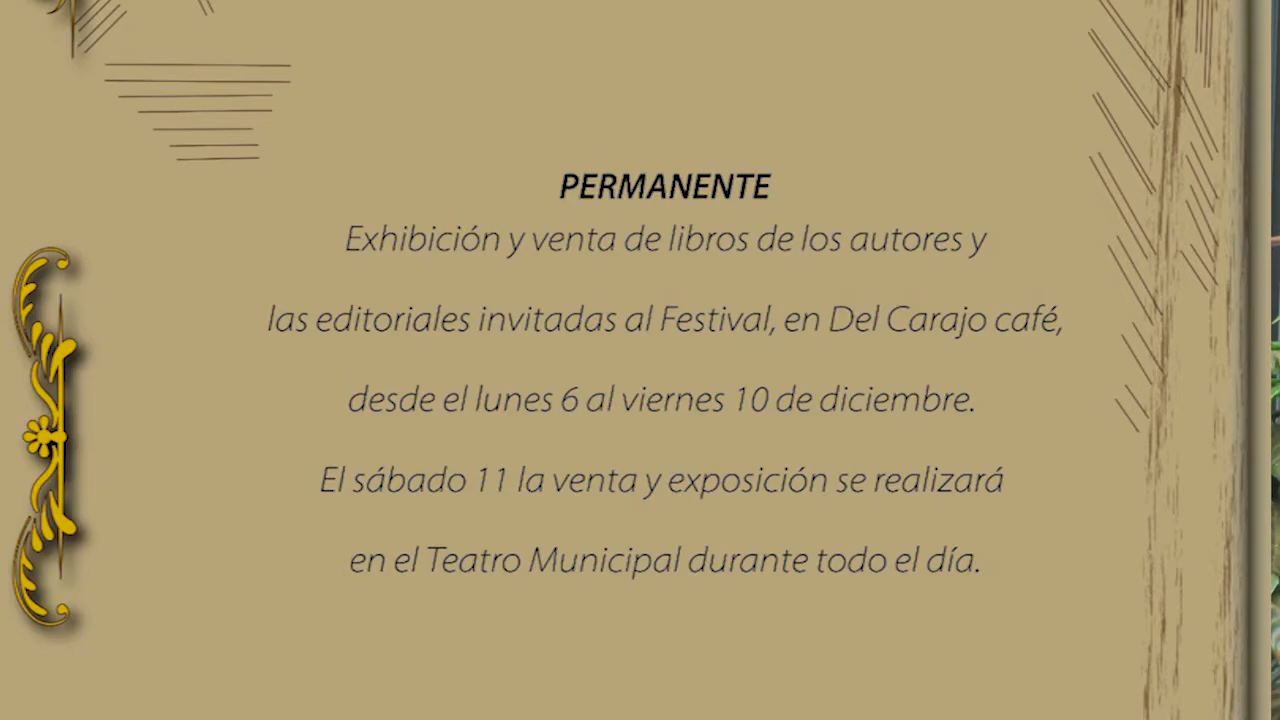 PERMANENTE
Exhibición y venta de libros de los autores y
las editoriales invitadas al Festival, en Del Carajo café,
desde el lunes 6 al viernes 10 de diciembre.
El sábado 11 la venta y exposición se realizará
en el Teatro Municipal durante todo el día.